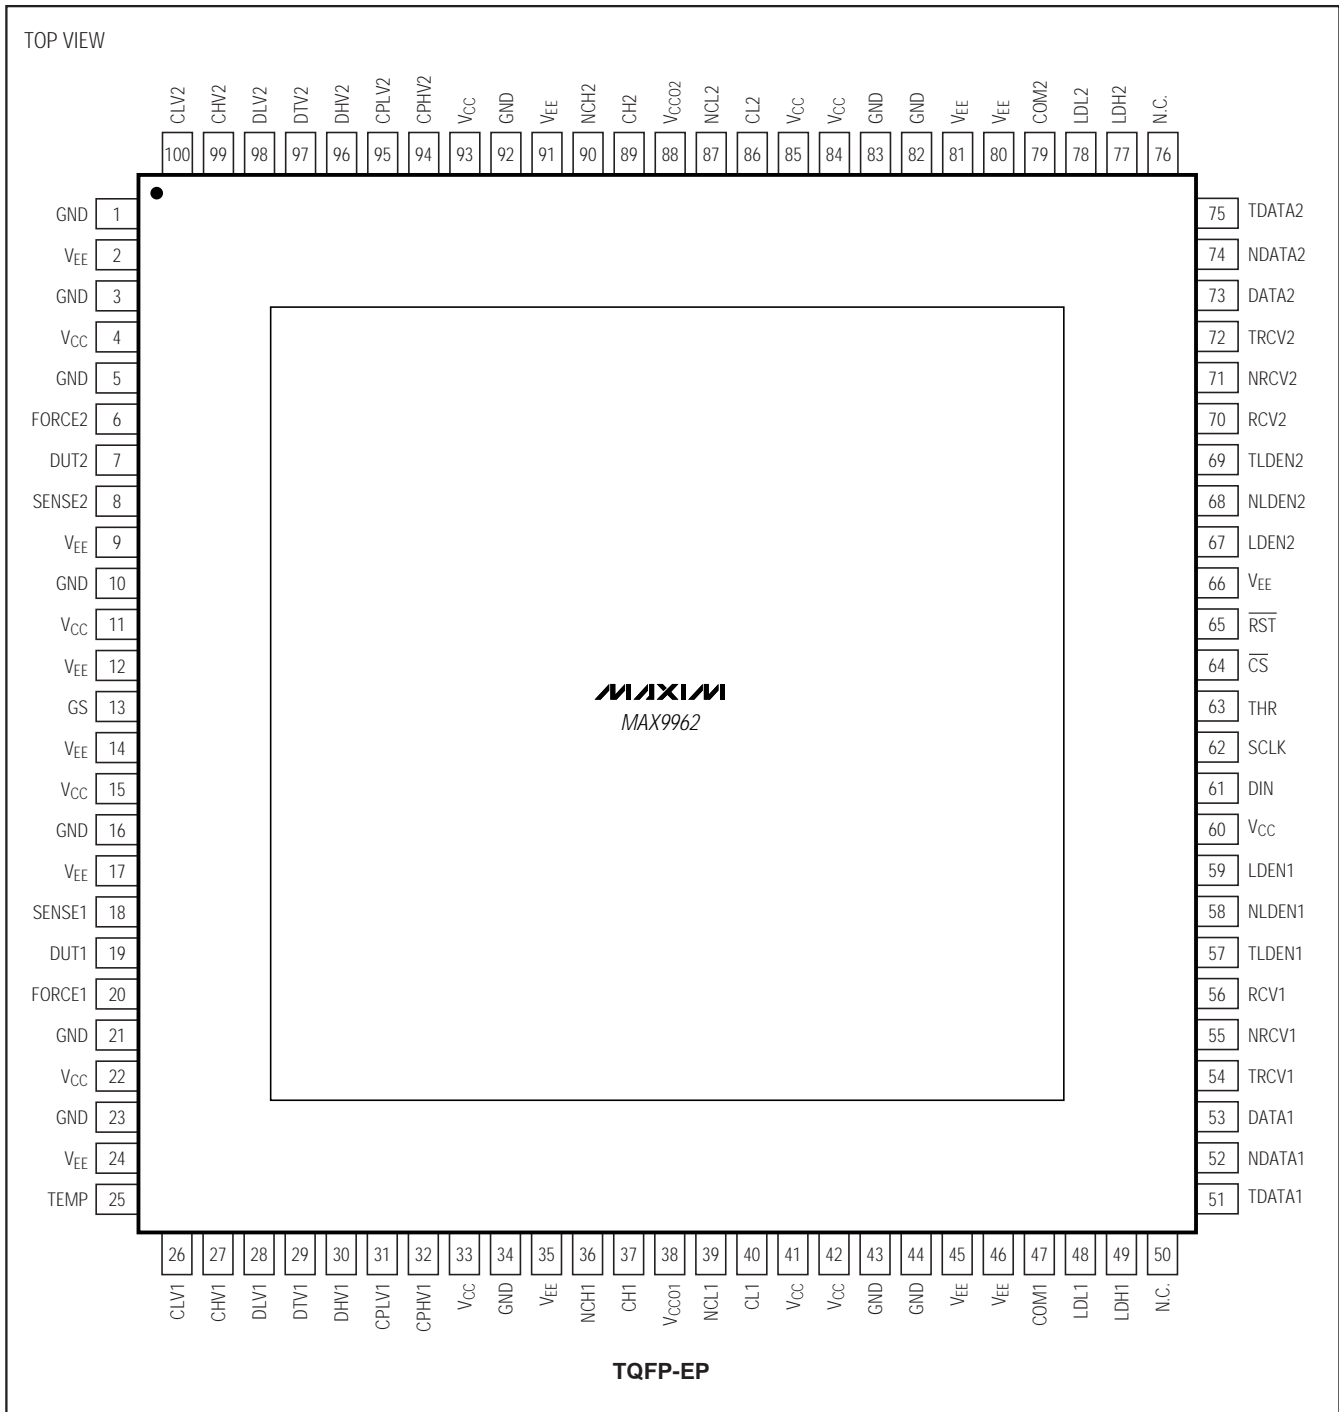 TOP VIEW
CLV2 CHV2 DLV2 DTV2 DHV2 CPLV2 CPHV2 VCC GND VEE NCH2 CH2 VCCO2 NCL2 CL2 VCC VCC GND GND VEE VEE COM2 LDL2 LDH2 N.C.
100 99 98 97 96 95 94 93 92 91 90 89 88 87 86 85 84 83 82 81 80 79 78 77 76
GND 1 75 TDATA2
VEE 2 74 NDATA2
GND 3 73 DATA2
VCC 4 72 TRCV2
GND 5 71 NRCV2
FORCE2 6 70 RCV2
DUT2 7 69 TLDEN2
SENSE2 8 68 NLDEN2
VEE 9 67 LDEN2
GND 10 66 VEE
VCC 11 65 RST
VEE 12 64 CS
MAXIM
GS 13 63 THR
MAX9962
VEE 14 62 SCLK
VCC 15 61 DIN
GND 16 60 VCC
VEE 17 59 LDEN1
SENSE1 18 58 NLDEN1
DUT1 19 57 TLDEN1
FORCE1 20 56 RCV1
GND 21 55 NRCV1
VCC 22 54 TRCV1
GND 23 53 DATA1
VEE 24 52 NDATA1
TEMP 25 51 TDATA1
26 27 28 29 30 31 32 33 34 35 36 37 38 39 40 41 42 43 44 45 46 47 48 49 50
CLV1 CHV1 DLV1 DTV1 DHV1 CPLV1 CPHV1 VCC GND VEE NCH1 CH1 VCCO1 NCL1 CL1 VCC VCC GND GND VEE VEE COM1 LDL1 LDH1 N.C.
TQFP-EP